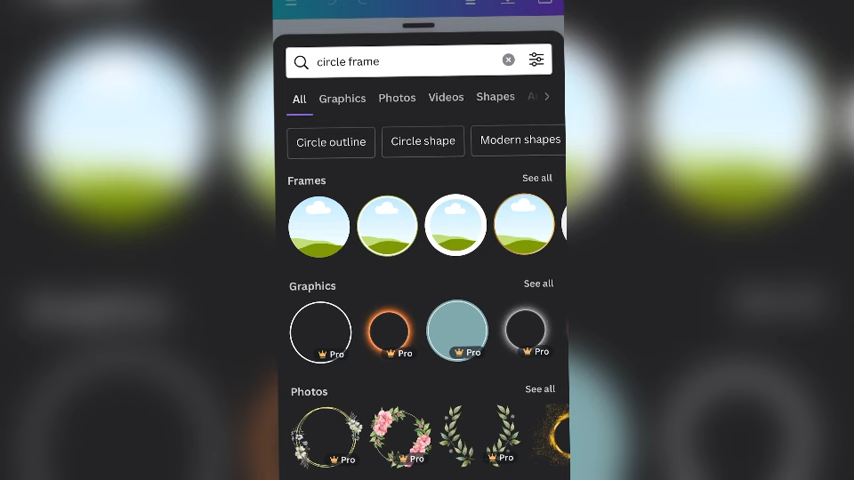 circle frame
All Graphics Photos Videos Shapes
Circle outline Circle shape Modern shapes
Frames See all
Graphics See all
Pro Pro Pro Pro
Photos See all
Pro Pro Pro